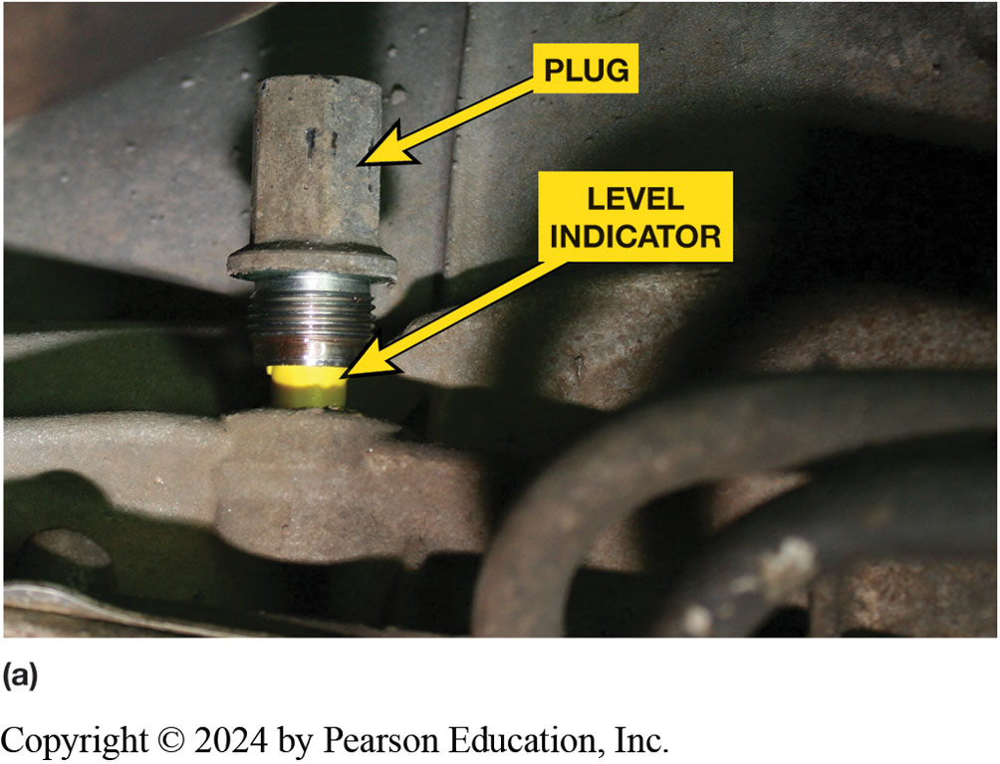 PLUG
LEVEL
INDICATOR
(a)
Copyright © 2024 by Pearson Education, Inc.